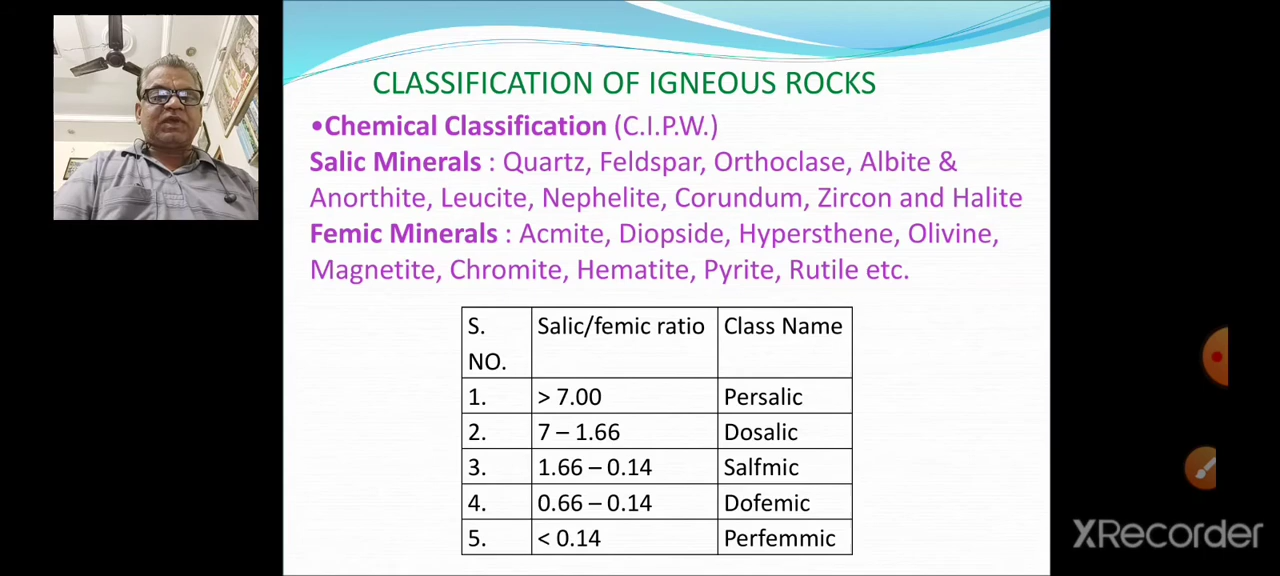 CLASSIFICATION OF IGNEOUS ROCKS
•Chemical Classification (C.I.P.W.)
Salic Minerals : Quartz, Feldspar, Orthoclase, Albite &
Anorthite, Leucite, Nephelite, Corundum, Zircon and Halite
Femic Minerals : Acmite, Diopside, Hypersthene, Olivine,
Magnetite, Chromite, Hematite, Pyrite, Rutile etc.
S. NO. Salic/femic ratio Class Name
1. > 7.00 Persalic
2. 7 – 1.66 Dosalic
3. 1.66 – 0.14 Salfmic
4. 0.66 – 0.14 Dofemic
5. < 0.14 Perfemmic
XRecorder